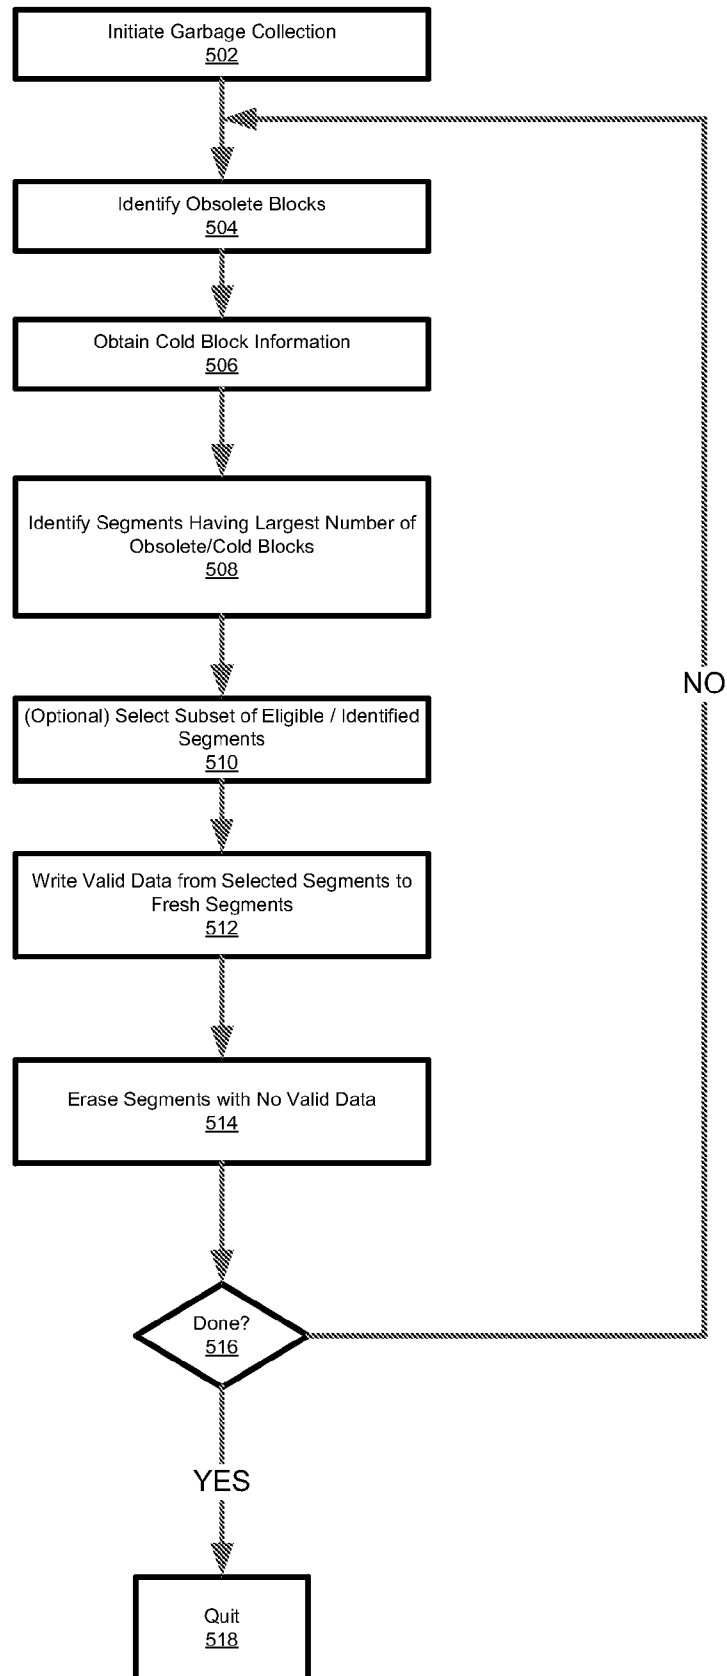 Initiate Garbage Collection
502
Identify Obsolete Blocks
504
Obtain Cold Block Information
506
Identify Segments Having Largest Number of
Obsolete/Cold Blocks
508
NO
(Optional) Select Subset of Eligible / Identified
Segments
510
Write Valid Data from Selected Segments to
Fresh Segments
512
Erase Segments with No Valid Data
514
Done?
516
YES
Quit
518